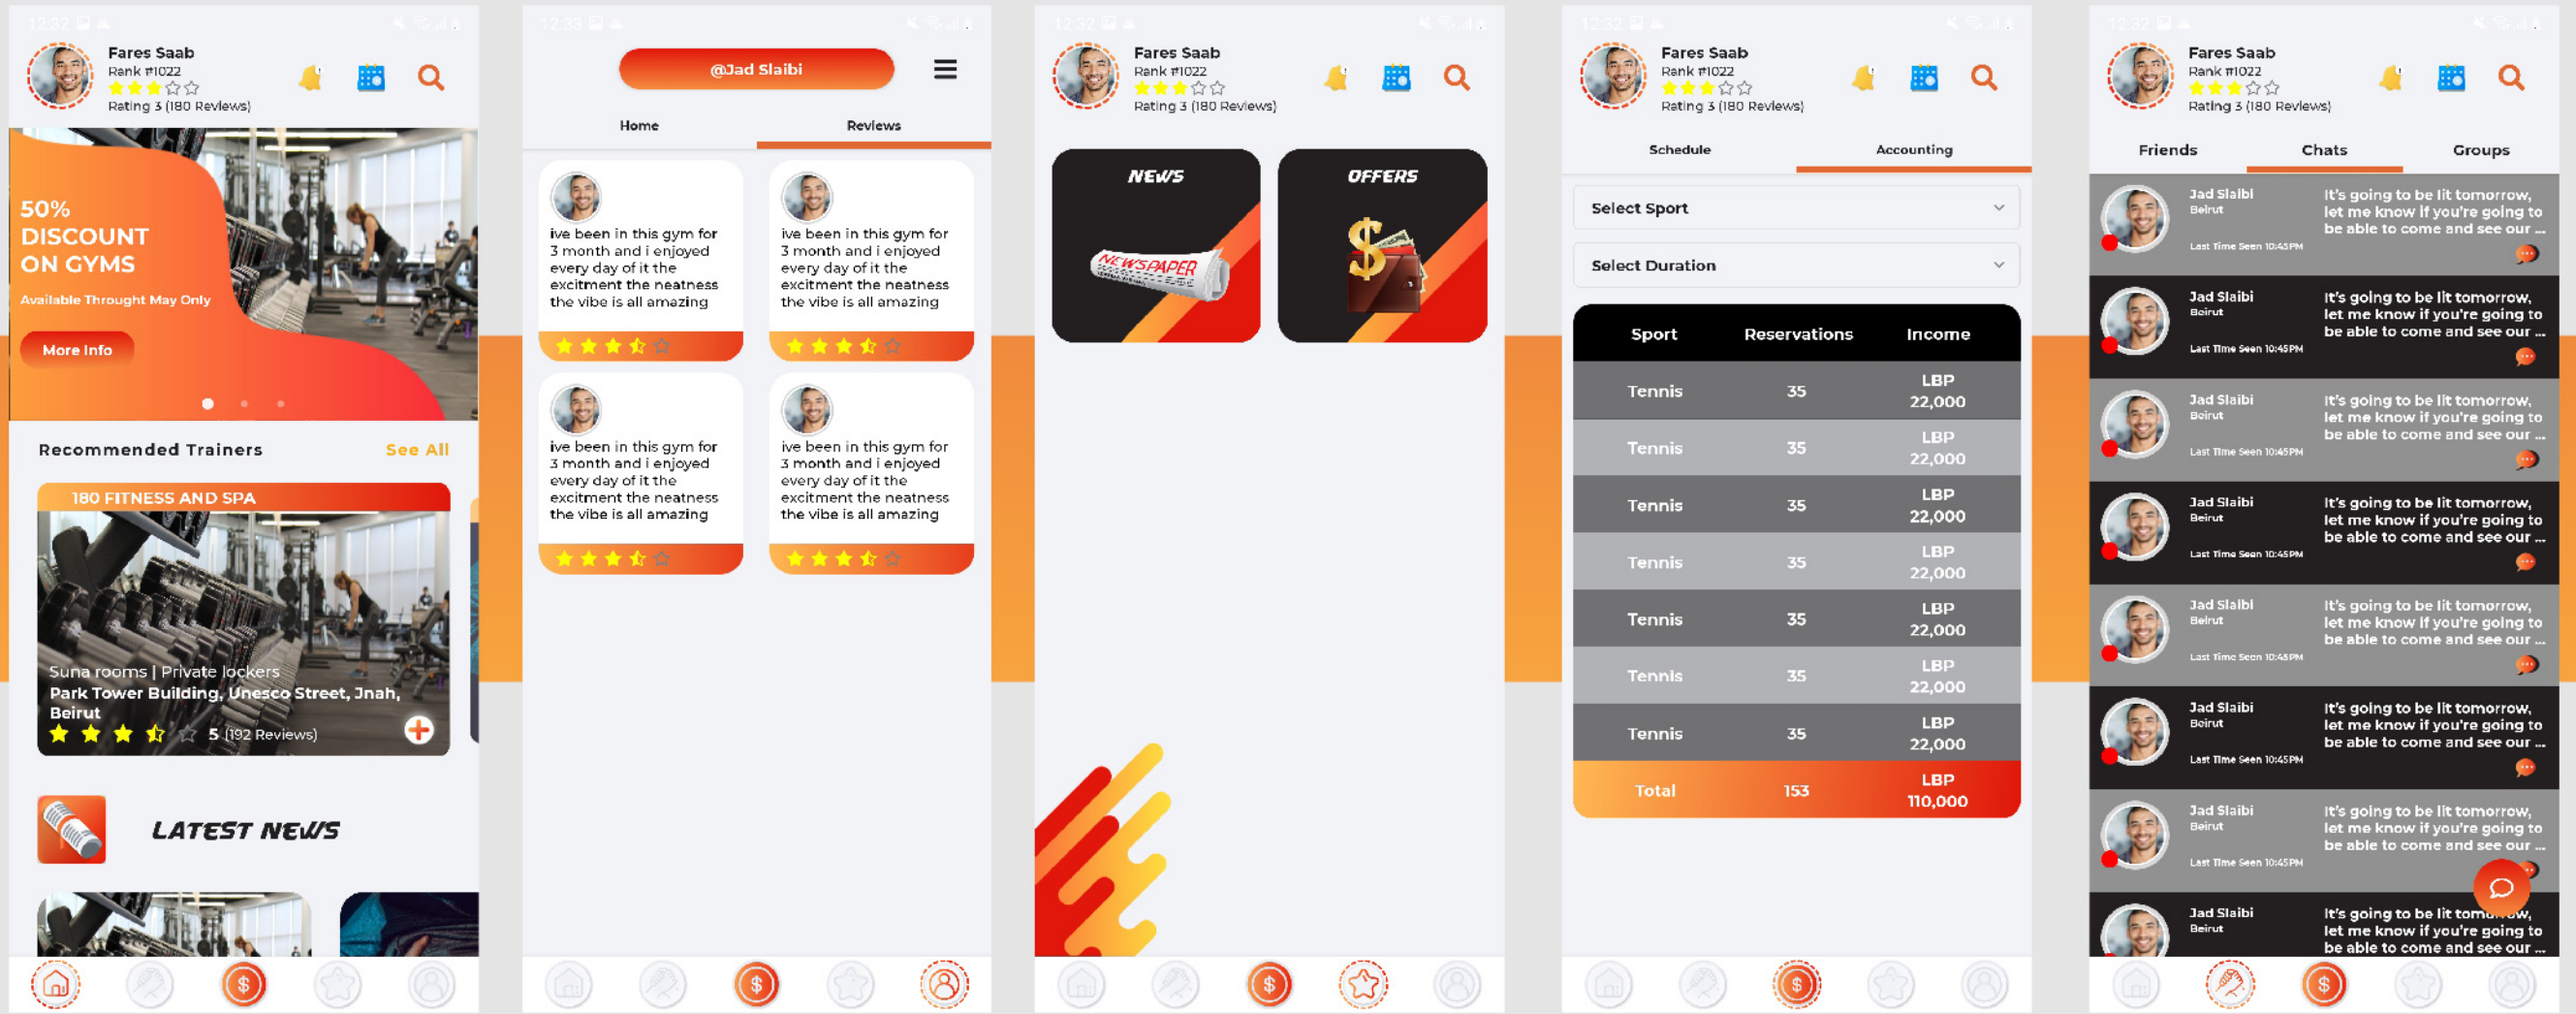 12:32
Fares Saab
Rank #1022
Rating 3 (180 Reviews)
50%
DISCOUNT
ON GYMS
Available Throught May Only
More Info
Recommended Trainers
See All
180 FITNESS AND SPA
Suna rooms | Private lockers
Park Tower Building, Unesco Street, Jnah,
Beirut
5 (192 Reviews)
LATEST NEWS
$
12:33
@Jad Slaibi
Home
Reviews
ive been in this gym for
3 month and i enjoyed
every day of it the
excitment the neatness
the vibe is all amazing
ive been in this gym for
3 month and i enjoyed
every day of it the
excitment the neatness
the vibe is all amazing
ive been in this gym for
3 month and i enjoyed
every day of it the
excitment the neatness
the vibe is all amazing
ive been in this gym for
3 month and i enjoyed
every day of it the
excitment the neatness
the vibe is all amazing
$
12:32
Fares Saab
Rank #1022
Rating 3 (180 Reviews)
NEWS
NEWSPAPER
OFFERS
$
$
12:32
Fares Saab
Rank #1022
Rating 3 (180 Reviews)
Schedule
Accounting
Select Sport
Select Duration
Sport Reservations Income
Tennis 35 LBP
22,000
Tennis 35 LBP
22,000
Tennis 35 LBP
22,000
Tennis 35 LBP
22,000
Tennis 35 LBP
22,000
Tennis 35 LBP
22,000
Tennis 35 LBP
22,000
Total 153 LBP
110,000
$
12:32
Fares Saab
Rank #1022
Rating 3 (180 Reviews)
Friends
Chats
Groups
Jad Slaibi
Beirut
Last Time Seen 10:45PM
It's going to be lit tomorrow,
let me know if you're going to
be able to come and see our ...
Jad Slaibi
Beirut
Last Time Seen 10:45PM
It's going to be lit tomorrow,
let me know if you're going to
be able to come and see our ...
Jad Slaibi
Beirut
Last Time Seen 10:45PM
It's going to be lit tomorrow,
let me know if you're going to
be able to come and see our ...
Jad Slaibi
Beirut
Last Time Seen 10:45PM
It's going to be lit tomorrow,
let me know if you're going to
be able to come and see our ...
Jad Slaibi
Beirut
Last Time Seen 10:45PM
It's going to be lit tomorrow,
let me know if you're going to
be able to come and see our ...
Jad Slaibi
Beirut
Last Time Seen 10:45PM
It's going to be lit tomorrow,
let me know if you're going to
be able to come and see our ...
Jad Slaibi
Beirut
Last Time Seen 10:45PM
It's going to be lit tomorrow,
let me know if you're going to
be able to come and see our ...
Jad Slaibi
Beirut
It's going to be lit tomorrow,
let me know if you're going to
be able to come and see our ...
$